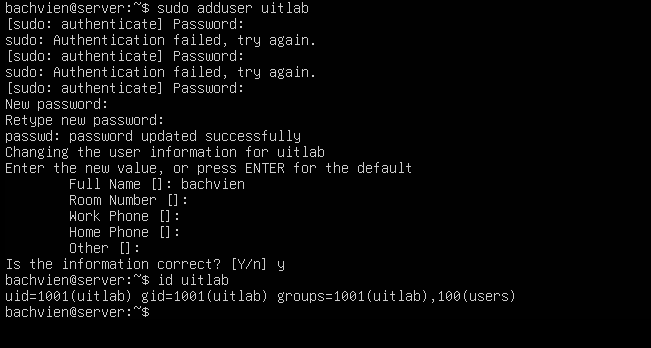 bachvien@server:~$ sudo adduser uitlab
[sudo: authenticate] Password:
sudo: Authentication failed, try again.
[sudo: authenticate] Password:
sudo: Authentication failed, try again.
[sudo: authenticate] Password:
New password:
Retype new password:
passwd: password updated successfully
Changing the user information for uitlab
Enter the new value, or press ENTER for the default
        Full Name []: bachvien
        Room Number []:
        Work Phone []:
        Home Phone []:
        Other []:
Is the information correct? [Y/n] y
bachvien@server:~$ id uitlab
uid=1001(uitlab) gid=1001(uitlab) groups=1001(uitlab),100(users)
bachvien@server:~$